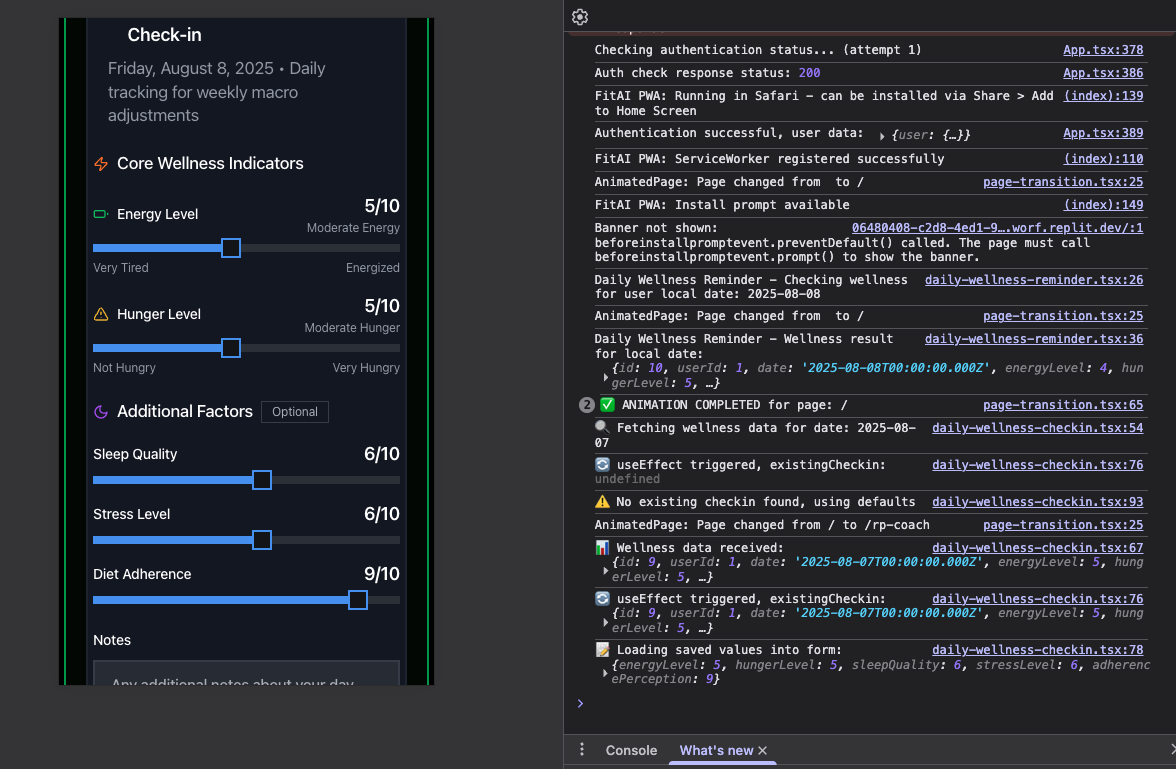 Check-in
Friday, August 8, 2025 • Daily
tracking for weekly macro
adjustments
Core Wellness Indicators
Energy Level
5/10
Moderate Energy
Very Tired
Energized
Hunger Level
5/10
Moderate Hunger
Not Hungry
Very Hungry
Additional Factors
Optional
Sleep Quality
6/10
Stress Level
6/10
Diet Adherence
9/10
Notes
Any additional notes about your day
Checking authentication status... (attempt 1) App.tsx:378
Auth check response status: 200 App.tsx:386
FitAI PWA: Running in Safari – can be installed via Share > Add (index):139
to Home Screen
Authentication successful, user data: {user: {…}} App.tsx:389
FitAI PWA: ServiceWorker registered successfully (index):110
AnimatedPage: Page changed from  to / page-transition.tsx:25
FitAI PWA: Install prompt available (index):149
Banner not shown: 06480408-c2d8-4ed1-9….worf.replit.dev/:1
beforeinstallpromptevent.preventDefault() called. The page must call
beforeinstallpromptevent.prompt() to show the banner.
Daily Wellness Reminder – Checking wellness daily-wellness-reminder.tsx:26
for user local date: 2025-08-08
AnimatedPage: Page changed from  to / page-transition.tsx:25
Daily Wellness Reminder – Wellness result daily-wellness-reminder.tsx:36
for local date:
{id: 10, userId: 1, date: '2025-08-08T00:00:00.000Z', energyLevel: 4, hun
gerLevel: 5, …}
2 ✅ ANIMATION COMPLETED for page: / page-transition.tsx:65
🔍 Fetching wellness data for date: 2025-08- daily-wellness-checkin.tsx:54
07
🔄 useEffect triggered, existingCheckin: daily-wellness-checkin.tsx:76
undefined
⚠️ No existing checkin found, using defaults daily-wellness-checkin.tsx:93
AnimatedPage: Page changed from / to /rp-coach page-transition.tsx:25
📊 Wellness data received: daily-wellness-checkin.tsx:67
{id: 9, userId: 1, date: '2025-08-07T00:00:00.000Z', energyLevel: 5, hung
erLevel: 5, …}
🔄 useEffect triggered, existingCheckin: daily-wellness-checkin.tsx:76
{id: 9, userId: 1, date: '2025-08-07T00:00:00.000Z', energyLevel: 5, hung
erLevel: 5, …}
📝 Loading saved values into form: daily-wellness-checkin.tsx:78
{energyLevel: 5, hungerLevel: 5, sleepQuality: 6, stressLevel: 6, adherenc
ePerception: 9}
Console
What's new